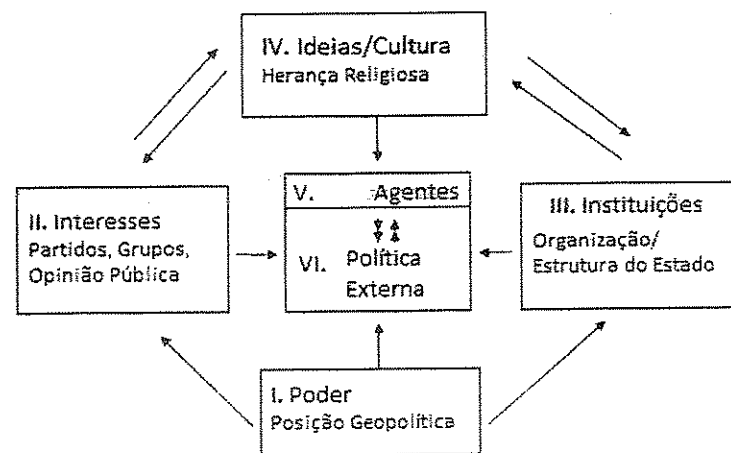 IV. Ideias/Cultura
Herança Religiosa
II. Interesses
Partidos, Grupos,
Opinião Pública
V. Agentes
VI. Política
Externa
III. Instituições
Organização/
Estrutura do Estado
I. Poder
Posição Geopolítica